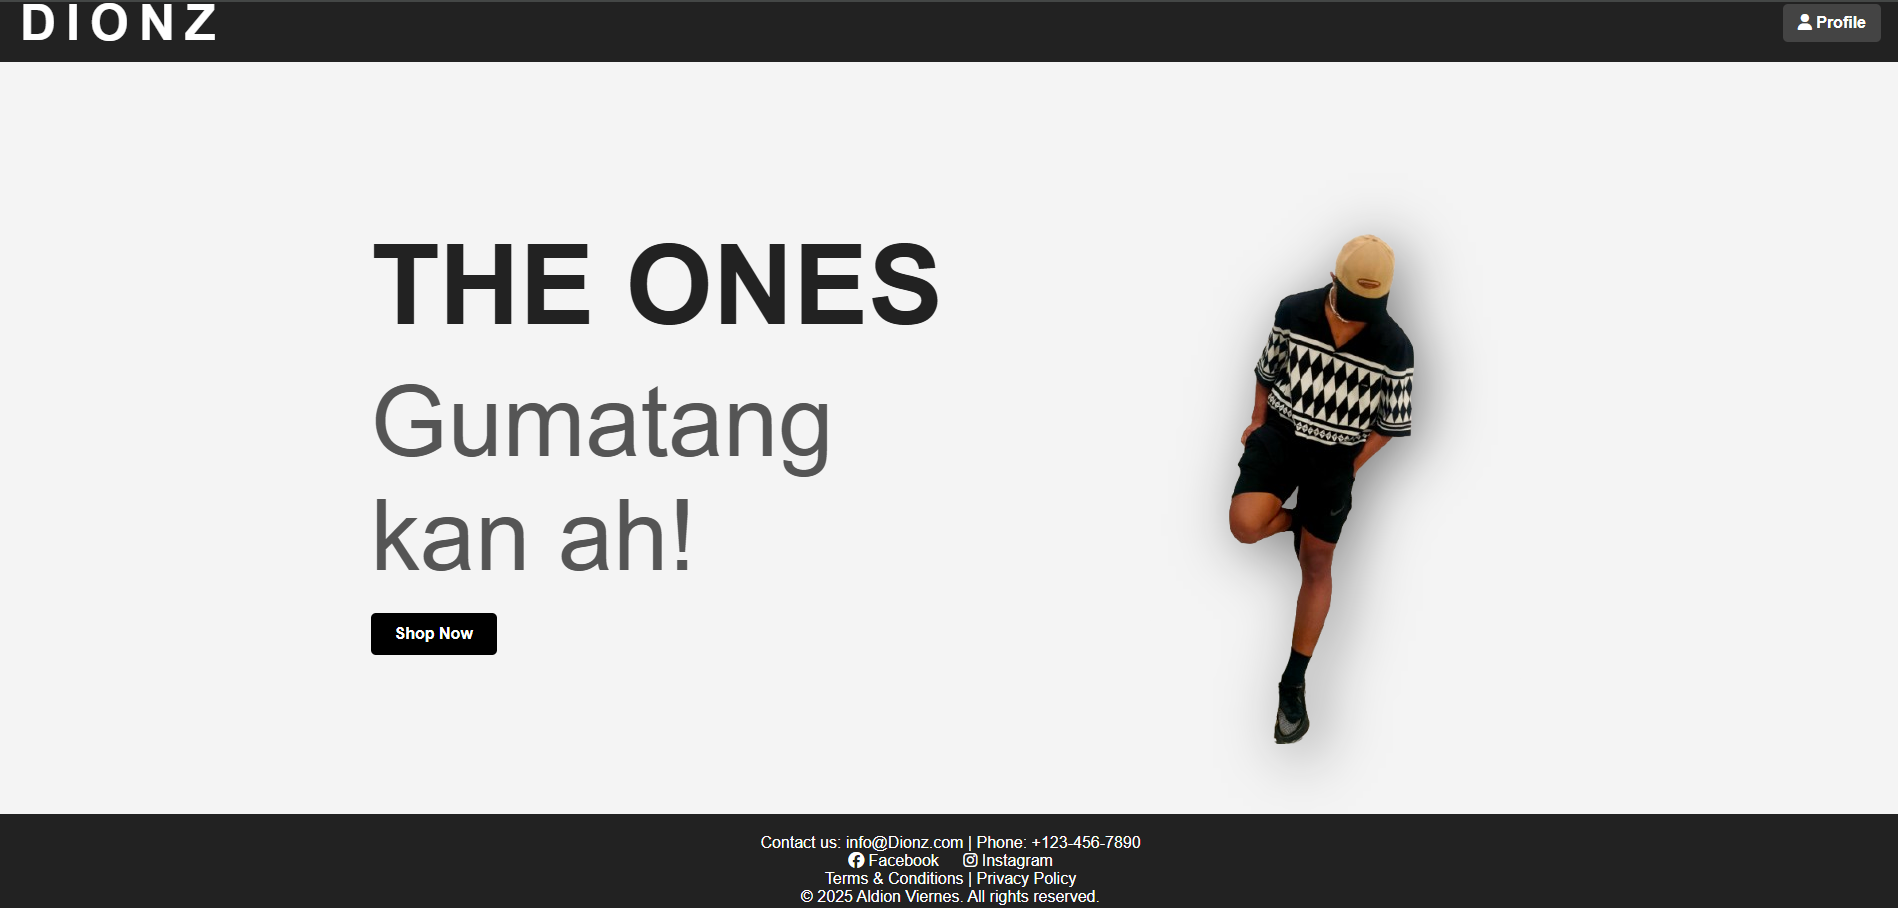 DIONZ
Profile
THE ONES
Gumatang
kan ah!
Shop Now
Contact us: info@Dionz.com | Phone: +123-456-7890
Facebook Instagram
Terms & Conditions | Privacy Policy
© 2025 Aldion Viernes. All rights reserved.